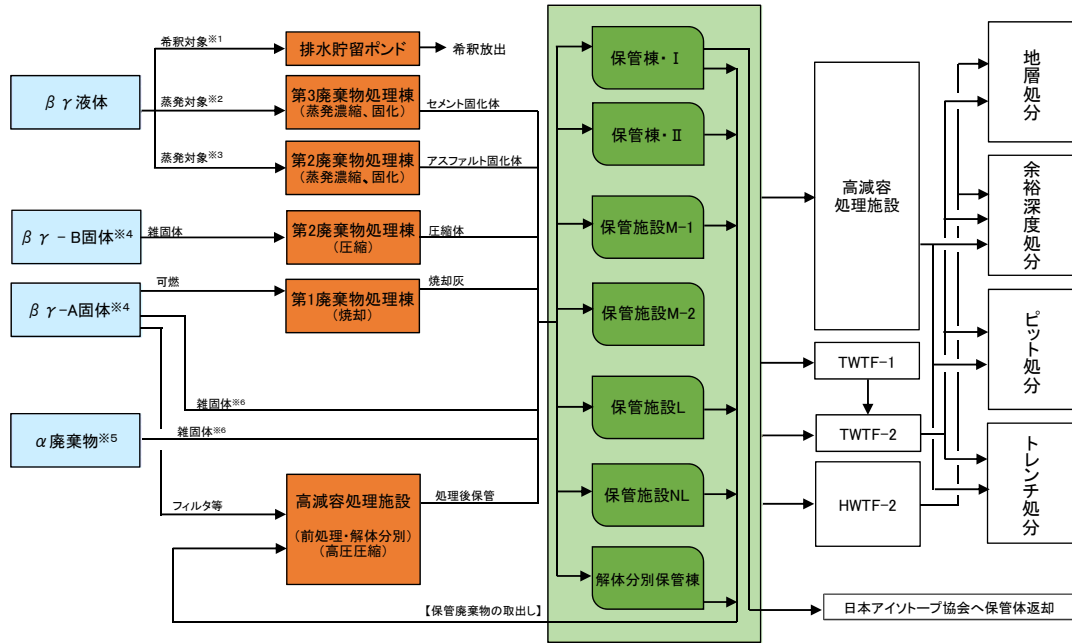 βγ液体
βγ-B固体※4
βγ-A固体※4
α廃棄物※5
希釈対象※1
蒸発対象※2
蒸発対象※3
雑固体
可燃
雑固体※6
雑固体※6
フィルタ等
排水貯留ポンド
希釈放出
第3廃棄物処理棟
(蒸発濃縮、固化)
セメント固化体
第2廃棄物処理棟
(蒸発濃縮、固化)
アスファルト固化体
第2廃棄物処理棟
(圧縮)
圧縮体
第1廃棄物処理棟
(焼却)
焼却灰
高減容処理施設
(前処理・解体分別)
(高圧圧縮)
処理後保管
【保管廃棄物の取出し】
保管棟・Ⅰ
保管棟・Ⅱ
保管施設M-1
保管施設M-2
保管施設L
保管施設NL
解体分別保管棟
高減容
処理施設
TWTF-1
TWTF-2
HWTF-2
地層処分
余裕深度処分
ピット処分
トレンチ処分
日本アイソトープ協会へ保管体返却